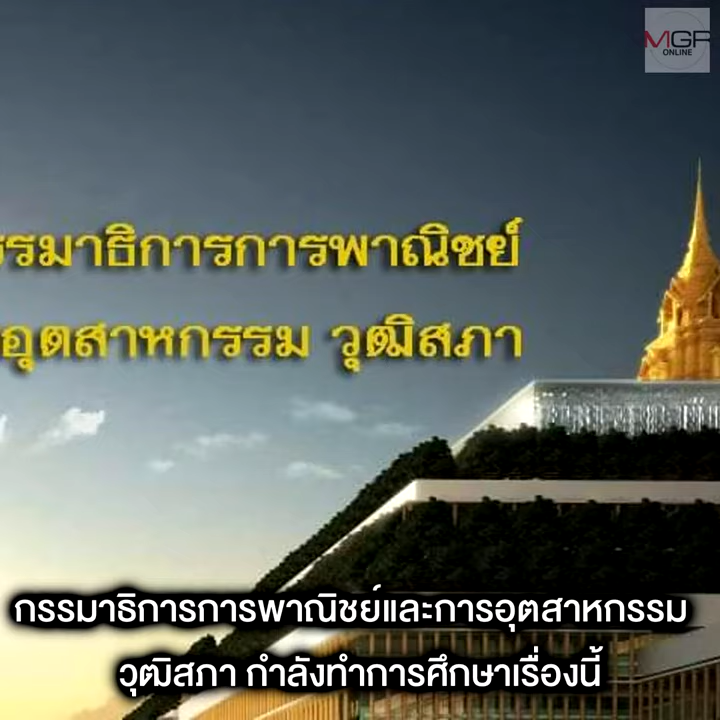 MGR
ONLINE
รรมาธิการการพาณิชย์
อุตสาหกรรม วุฒิสภา
กรรมาธิการการพาณิชย์และการอุตสาหกรรม
วุฒิสภา กำลังทำการศึกษาเรื่องนี้